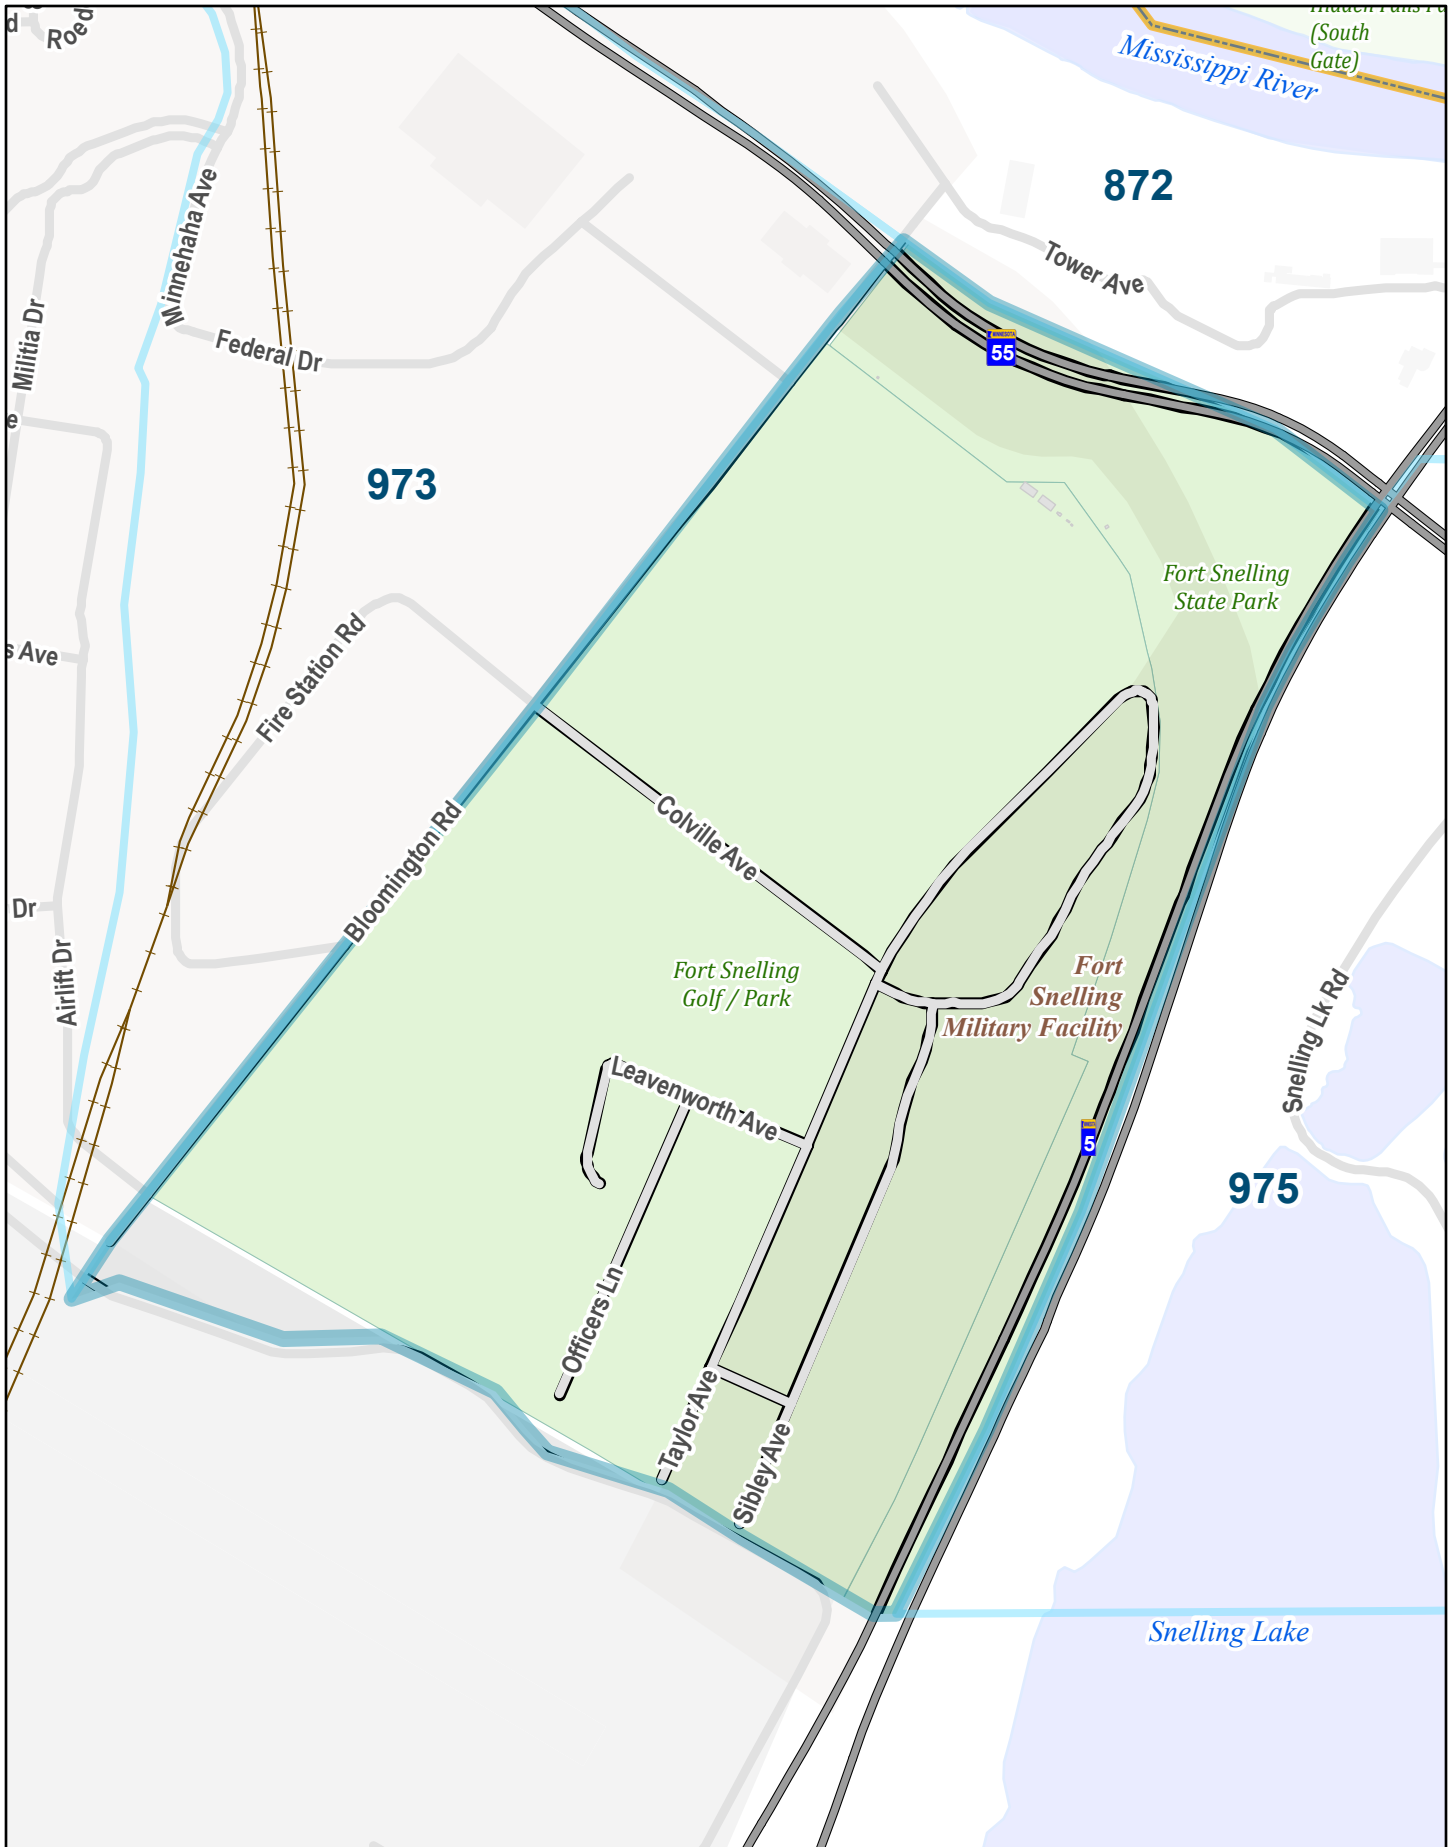 d
Roed
(South
Gate)
Mississippi River
872
Minnehaha Ave
Tower Ave
Militia Dr
Federal Dr
MINNESOTA
55
e
973
Fort Snelling
State Park
s Ave
Fire Station Rd
Colville Ave
Bloomington Rd
Dr
Airlift Dr
Fort Snelling
Golf / Park
Fort
Snelling
Military Facility
Snelling Lk Rd
Leavenworth Ave
5
975
Officers Ln
Taylor Ave
Sibley Ave
Snelling Lake